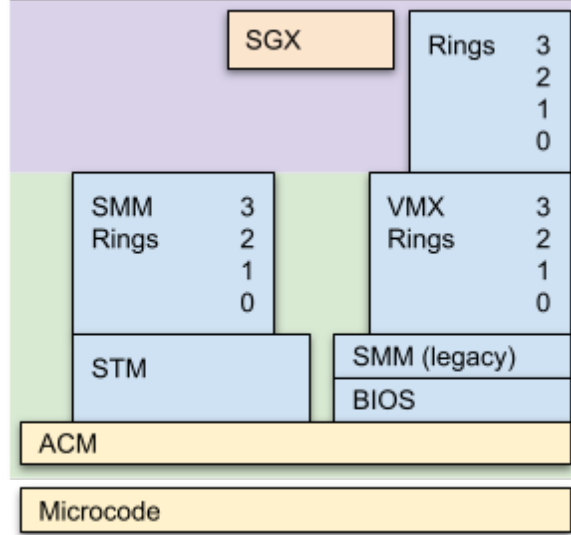 SGX
Rings 3
2
1
0
SMM 3
Rings 2
1
0
VMX 3
Rings 2
1
0
STM
SMM (legacy)
BIOS
ACM
Microcode